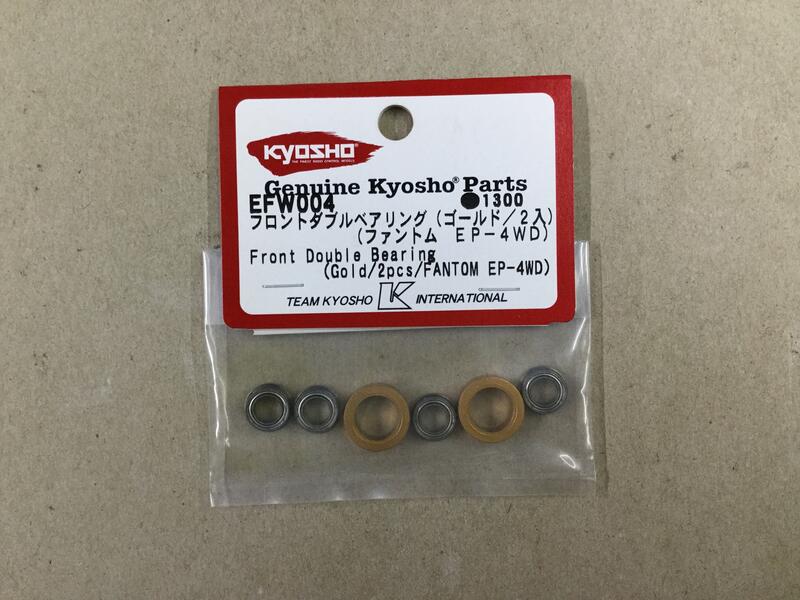 KYOSHO
THE FINEST RADIO CONTROL MODELS
Genuine Kyosho® Parts
EFW004 ●1300
フロントダブルベアリング(ゴールド/2入)
(ファントム EP-4WD)
Front Double Bearing
(Gold/2pcs/FANTOM EP-4WD)
TEAM KYOSHO K INTERNATIONAL